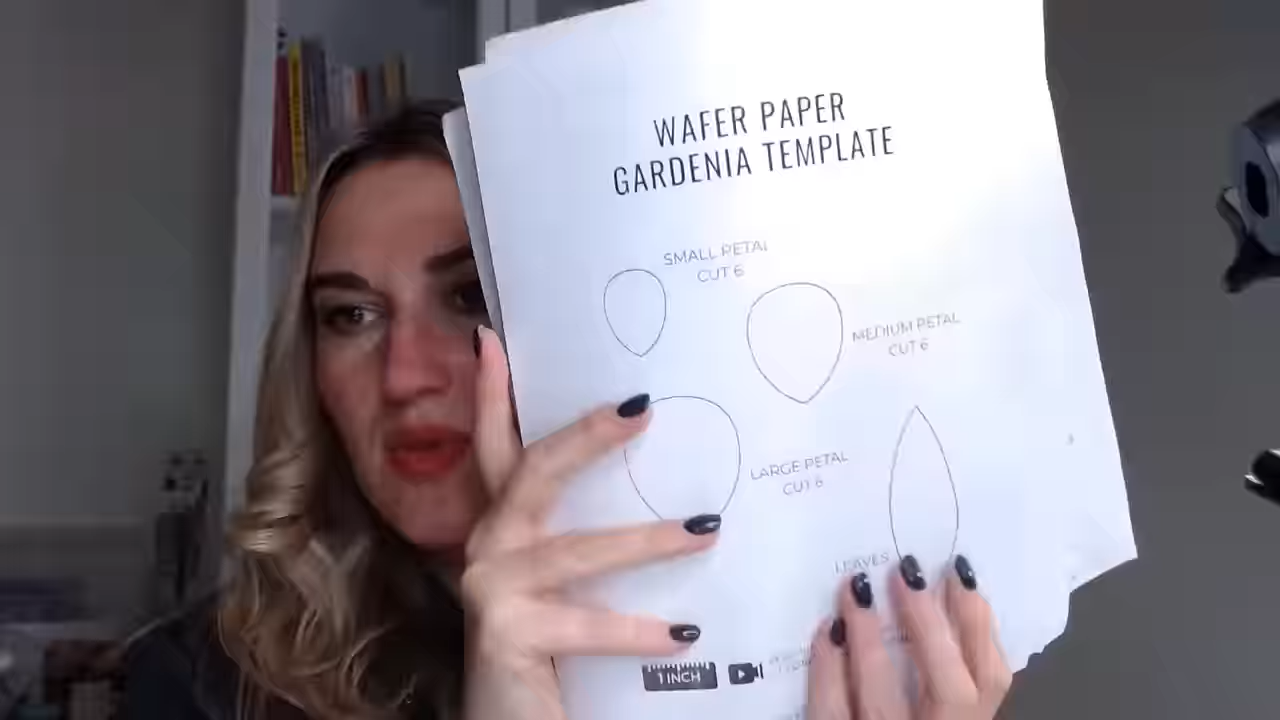 WAFER PAPER
GARDENIA TEMPLATE
SMALL PETAL
CUT 6
MEDIUM PETAL
CUT 6
LARGE PETAL
CUT 6
LEAVES
1 INCH